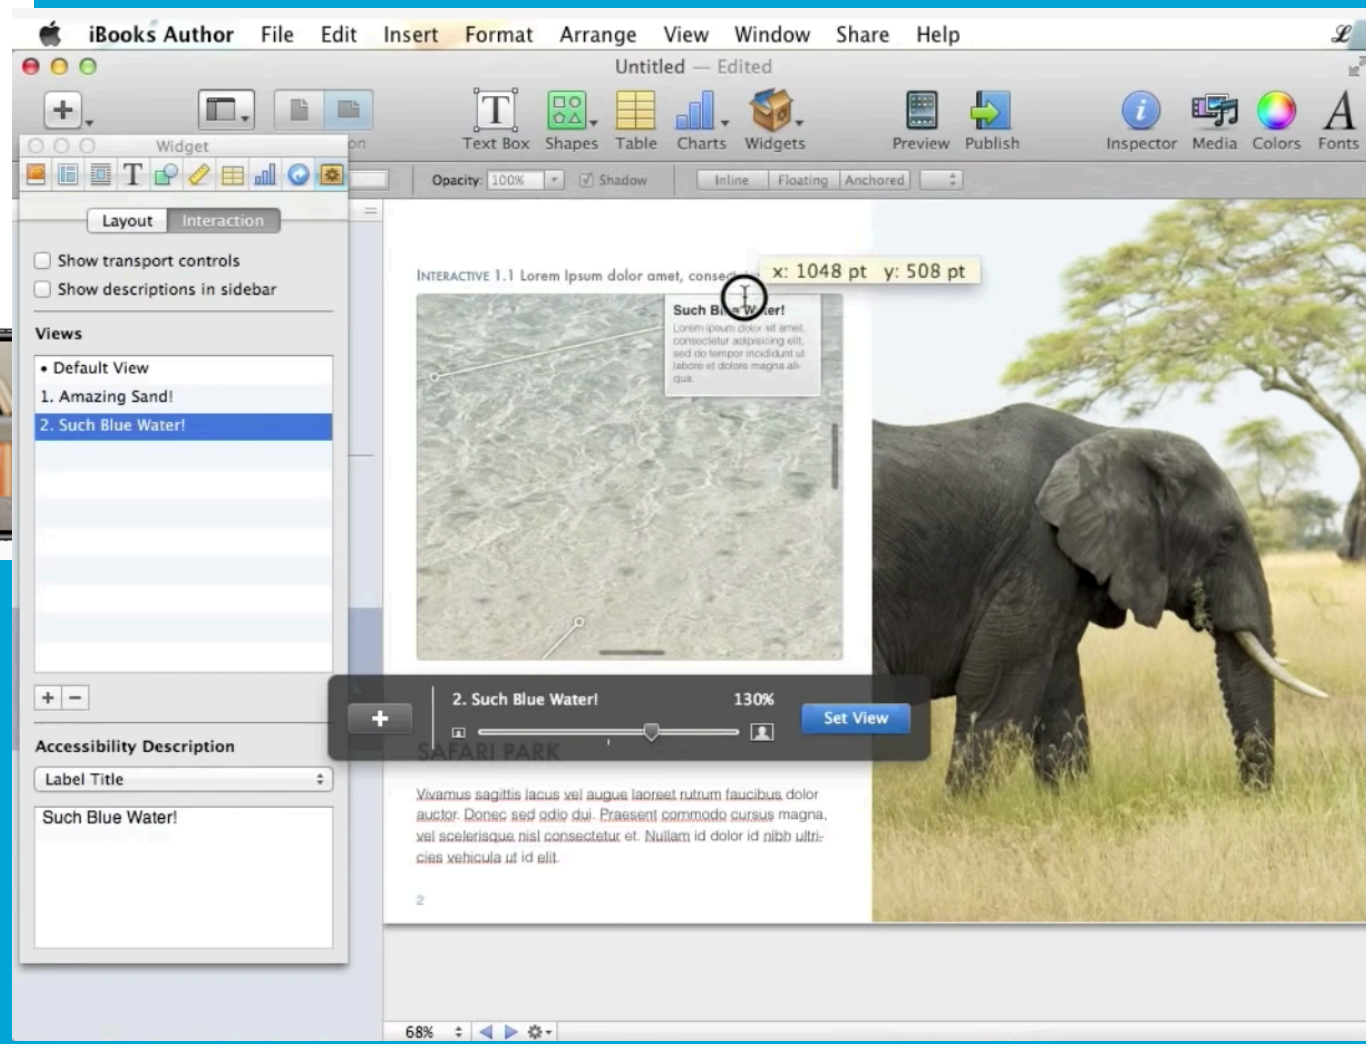 iBooks Author File Edit Insert Format Arrange View Window Share Help
Untitled — Edited
Text Box Shapes Table Charts Widgets Preview Publish Inspector Media Colors Fonts
Widget
Opacity: 100% Shadow Inline Floating Anchored
Layout Interaction
Show transport controls
Show descriptions in sidebar
Views
• Default View
1. Amazing Sand!
2. Such Blue Water!
Accessibility Description
Label Title
Such Blue Water!
INTERACTIVE 1.1 Lorem Ipsum dolor amet,
x: 1048 pt y: 508 pt
Such Blue Water!
Lorem ipsum dolor sit amet,
consectetur adipisicing elit,
sed do tempor incididunt ut
labore et dolore magna ali-
qua.
2. Such Blue Water! 130%
Set View
SAFARI PARK
Vivamus sagittis lacus vel augue laoreet rutrum faucibus dolor
auctor. Donec sed odio dui. Praesent commodo cursus magna,
vel scelerisque nisl consectetur et. Nullam id dolor id nibh ultri-
cies vehicula ut id elit.
2
68%